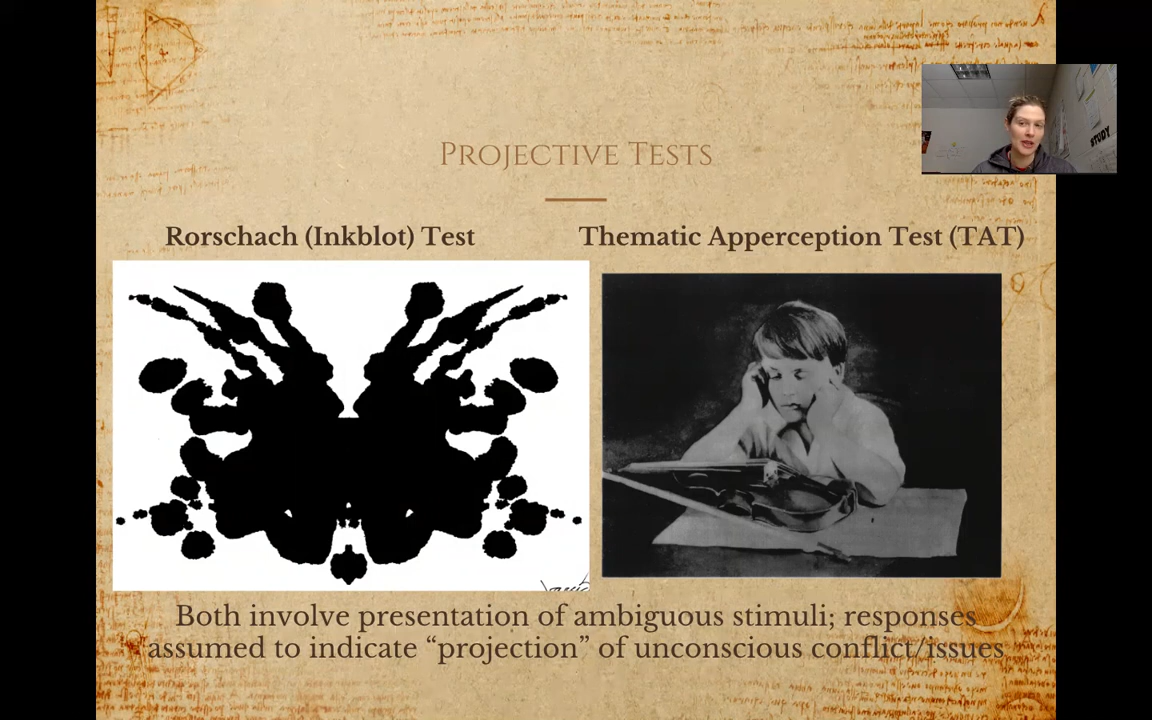 PROJECTIVE TESTS
STUDY
Rorschach (Inkblot) Test
Thematic Apperception Test (TAT)
Both involve presentation of ambiguous stimuli; responses
assumed to indicate “projection” of unconscious conflict/issues